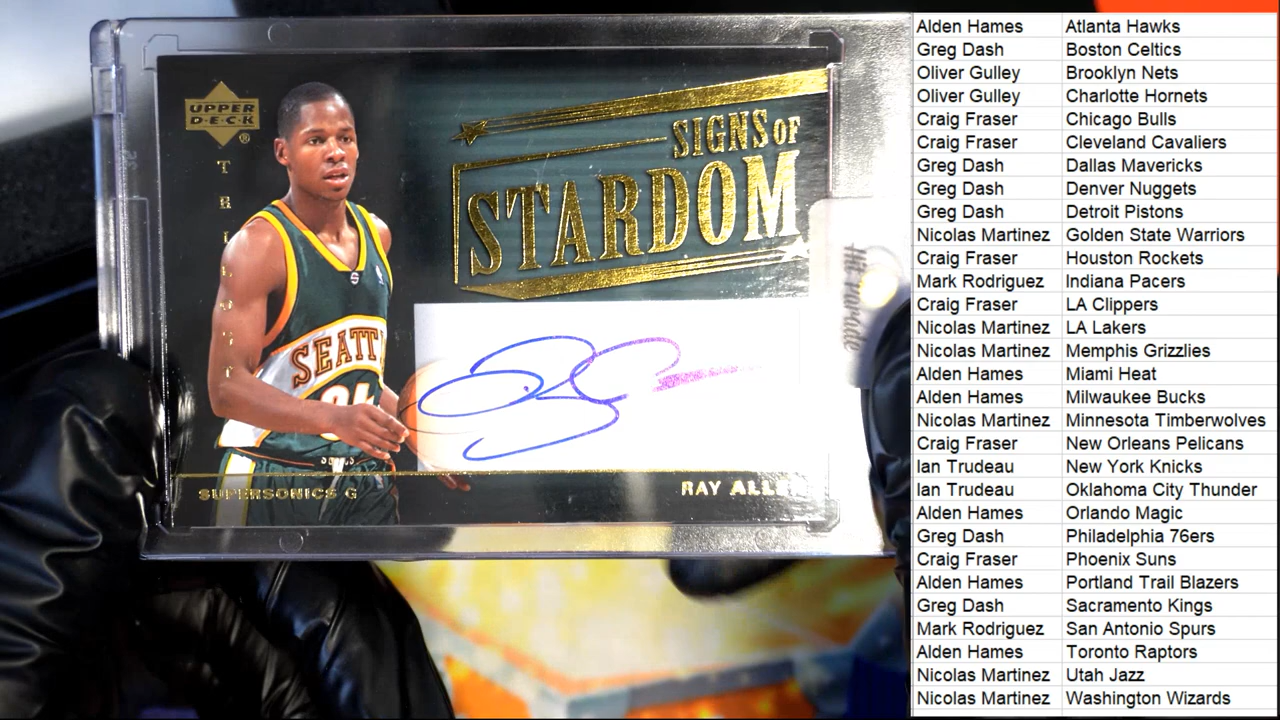 UPPER
DECK
®
TRILOGY
SIGNS OF
STARDOM
SEATT
SUPERSONICS G
RAY ALLEN
Alden Hames Atlanta Hawks
Greg Dash Boston Celtics
Oliver Gulley Brooklyn Nets
Oliver Gulley Charlotte Hornets
Craig Fraser Chicago Bulls
Craig Fraser Cleveland Cavaliers
Greg Dash Dallas Mavericks
Greg Dash Denver Nuggets
Greg Dash Detroit Pistons
Nicolas Martinez Golden State Warriors
Craig Fraser Houston Rockets
Mark Rodriguez Indiana Pacers
Craig Fraser LA Clippers
Nicolas Martinez LA Lakers
Nicolas Martinez Memphis Grizzlies
Alden Hames Miami Heat
Alden Hames Milwaukee Bucks
Nicolas Martinez Minnesota Timberwolves
Craig Fraser New Orleans Pelicans
Ian Trudeau New York Knicks
Ian Trudeau Oklahoma City Thunder
Alden Hames Orlando Magic
Greg Dash Philadelphia 76ers
Craig Fraser Phoenix Suns
Alden Hames Portland Trail Blazers
Greg Dash Sacramento Kings
Mark Rodriguez San Antonio Spurs
Alden Hames Toronto Raptors
Nicolas Martinez Utah Jazz
Nicolas Martinez Washington Wizards